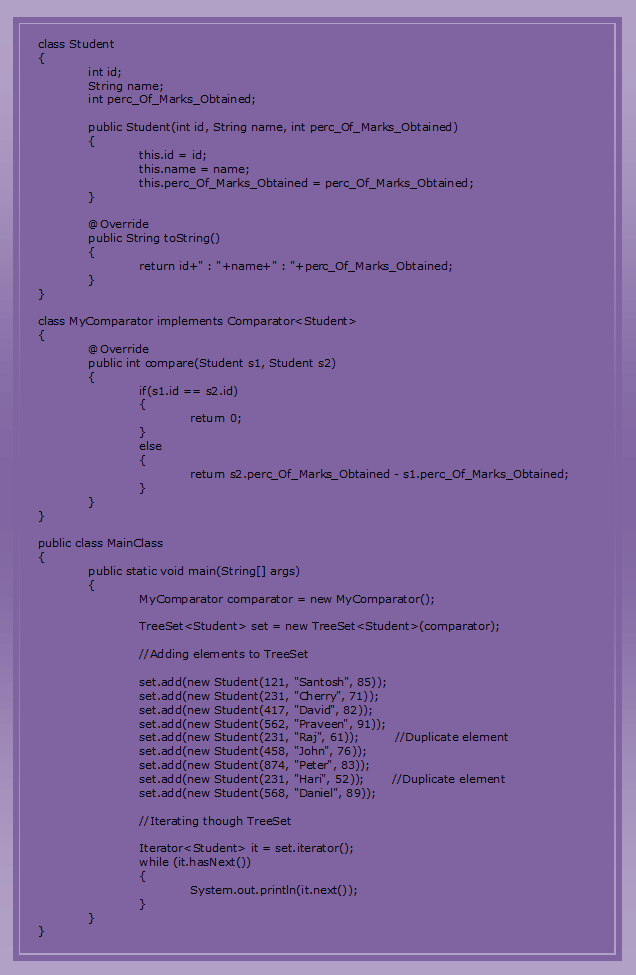 class Student
{
int id;
String name;
int perc_Of_Marks_Obtained;
public Student(int id, String name, int perc_Of_Marks_Obtained)
{
this.id = id;
this.name = name;
this.perc_Of_Marks_Obtained = perc_Of_Marks_Obtained;
}
@Override
public String toString()
{
return id+" : "+name+" : "+perc_Of_Marks_Obtained;
}
}
class MyComparator implements Comparator<Student>
{
@Override
public int compare(Student s1, Student s2)
{
if(s1.id == s2.id)
{
return 0;
}
else
{
return s2.perc_Of_Marks_Obtained - s1.perc_Of_Marks_Obtained;
}
}
}
public class MainClass
{
public static void main(String[] args)
{
MyComparator comparator = new MyComparator();
TreeSet<Student> set = new TreeSet<Student>(comparator);
//Adding elements to TreeSet
set.add(new Student(121, "Santosh", 85));
set.add(new Student(231, "Cherry", 71));
set.add(new Student(417, "David", 82));
set.add(new Student(562, "Praveen", 91));
set.add(new Student(231, "Raj", 61)); //Duplicate element
set.add(new Student(458, "John", 76));
set.add(new Student(874, "Peter", 83));
set.add(new Student(231, "Hari", 52)); //Duplicate element
set.add(new Student(568, "Daniel", 89));
//Iterating though TreeSet
Iterator<Student> it = set.iterator();
while (it.hasNext())
{
System.out.println(it.next());
}
}
}